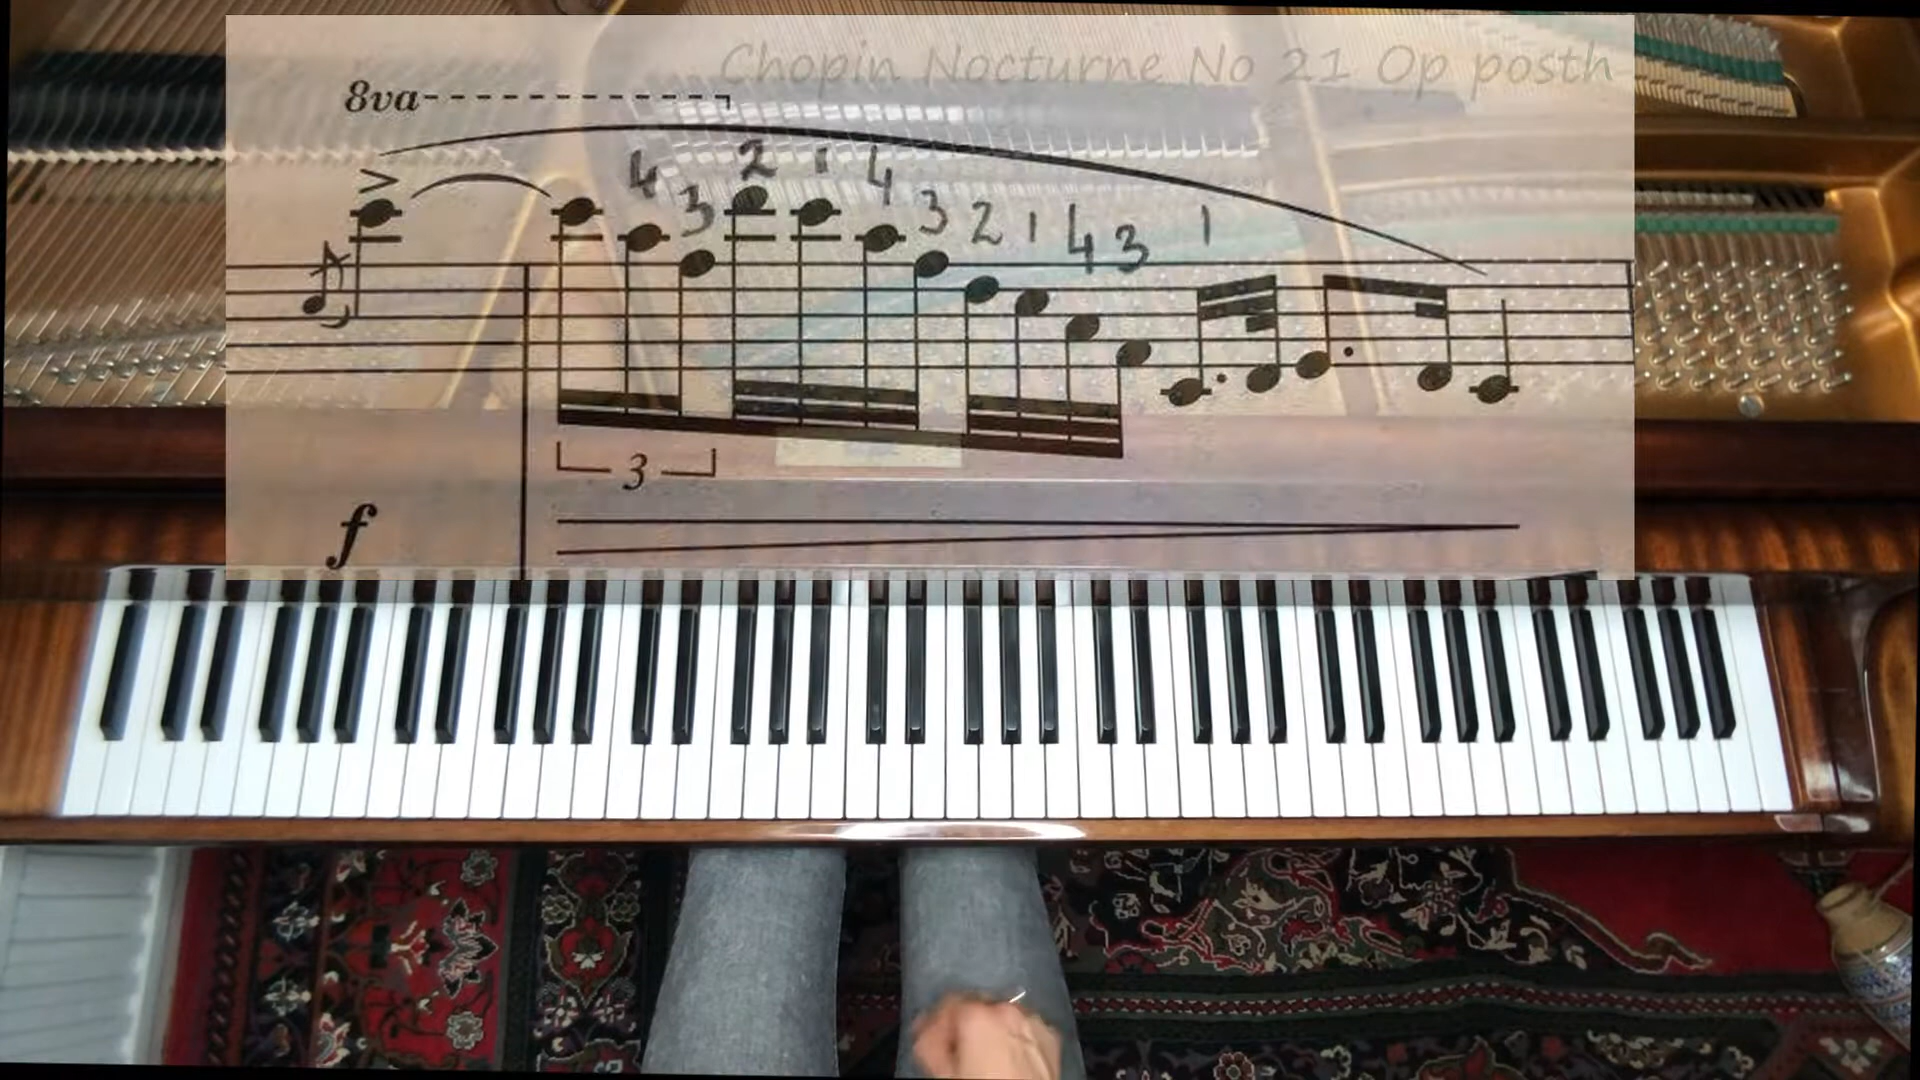 Chopin Nocturne No 21 Op posth
8va
4 3 2 1 4 3 2 1 4 3 1
3
f